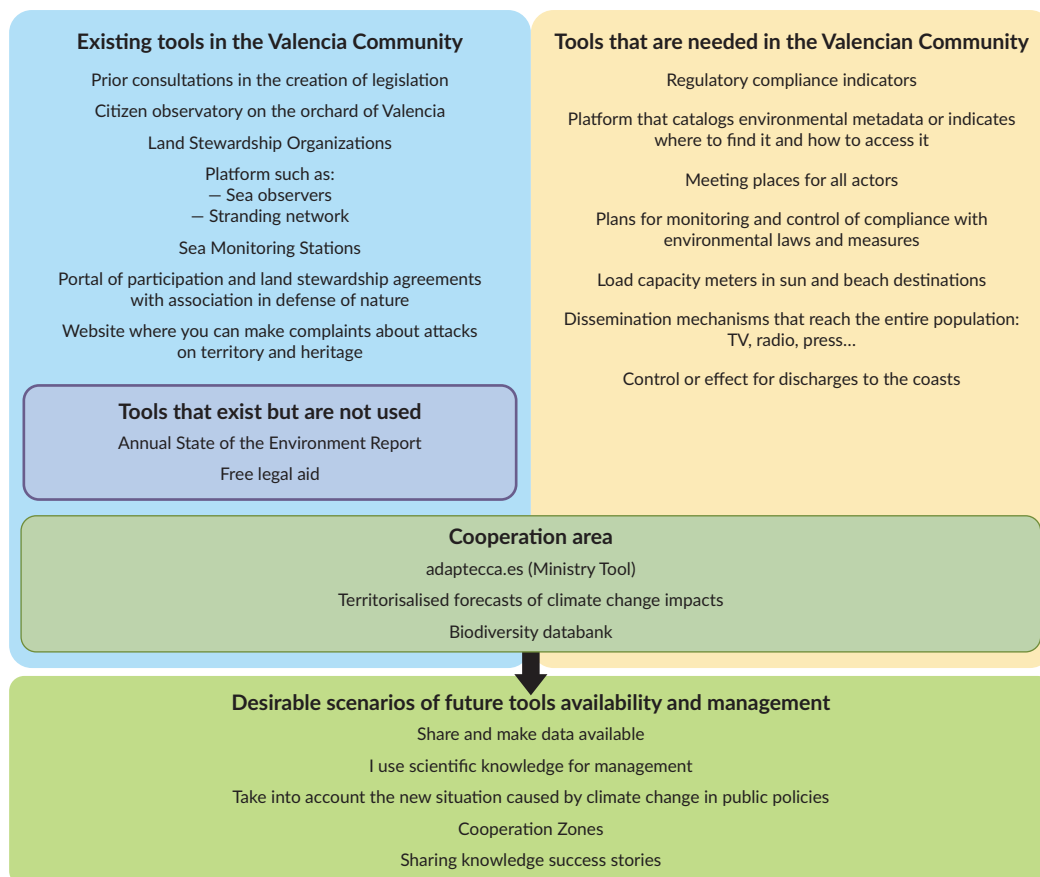 Existing tools in the Valencia Community
Prior consultations in the creation of legislation
Citizen observatory on the orchard of Valencia
Land Stewardship Organizations
Platform such as:
— Sea observers
— Stranding network
Sea Monitoring Stations
Portal of participation and land stewardship agreements
with association in defense of nature
Website where you can make complaints about attacks
on territory and heritage
Tools that exist but are not used
Annual State of the Environment Report
Free legal aid
Tools that are needed in the Valencian Community
Regulatory compliance indicators
Platform that catalogs environmental metadata or indicates
where to find it and how to access it
Meeting places for all actors
Plans for monitoring and control of compliance with
environmental laws and measures
Load capacity meters in sun and beach destinations
Dissemination mechanisms that reach the entire population:
TV, radio, press...
Control or effect for discharges to the coasts
Cooperation area
adaptecca.es (Ministry Tool)
Territorialised forecasts of climate change impacts
Biodiversity databank
Desirable scenarios of future tools availability and management
Share and make data available
I use scientific knowledge for management
Take into account the new situation caused by climate change in public policies
Cooperation Zones
Sharing knowledge success stories